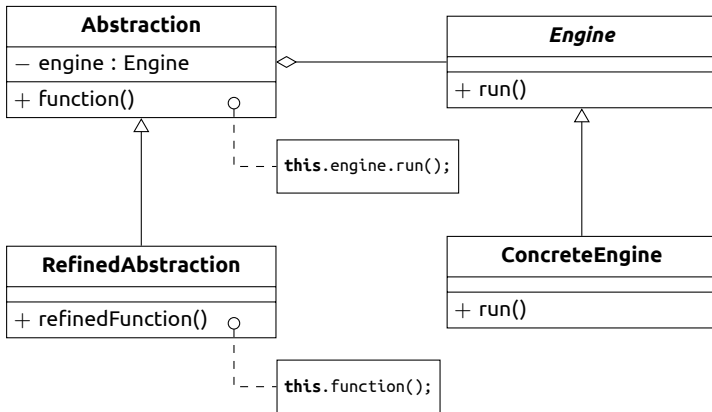 Abstraction
− engine : Engine
+ function()
this.engine.run();
Engine
+ run()
RefinedAbstraction
+ refinedFunction()
this.function();
ConcreteEngine
+ run()